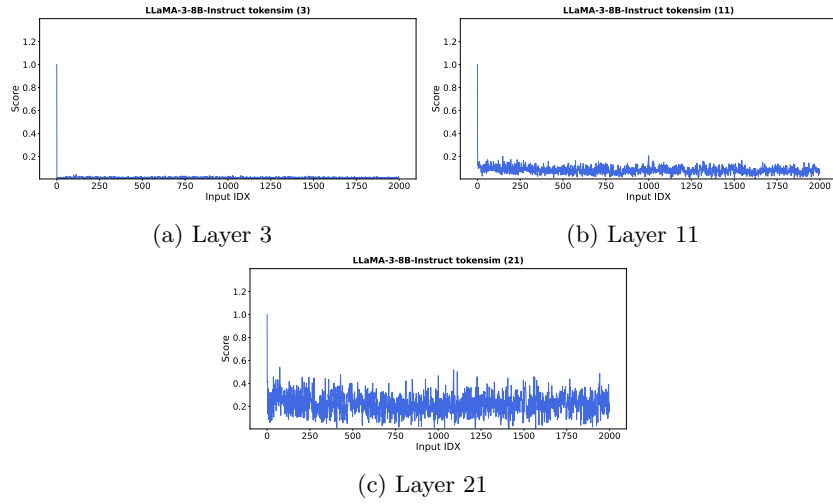 LLaMA-3-8B-Instruct tokensim (3)
1.2
1.0
0.8
0.6
0.4
0.2
Score
0 250 500 750 1000 1250 1500 1750 2000
Input IDX
(a) Layer 3
LLaMA-3-8B-Instruct tokensim (11)
1.2
1.0
0.8
0.6
0.4
0.2
Score
0 250 500 750 1000 1250 1500 1750 2000
Input IDX
(b) Layer 11
LLaMA-3-8B-Instruct tokensim (21)
1.2
1.0
0.8
0.6
0.4
0.2
Score
0 250 500 750 1000 1250 1500 1750 2000
Input IDX
(c) Layer 21